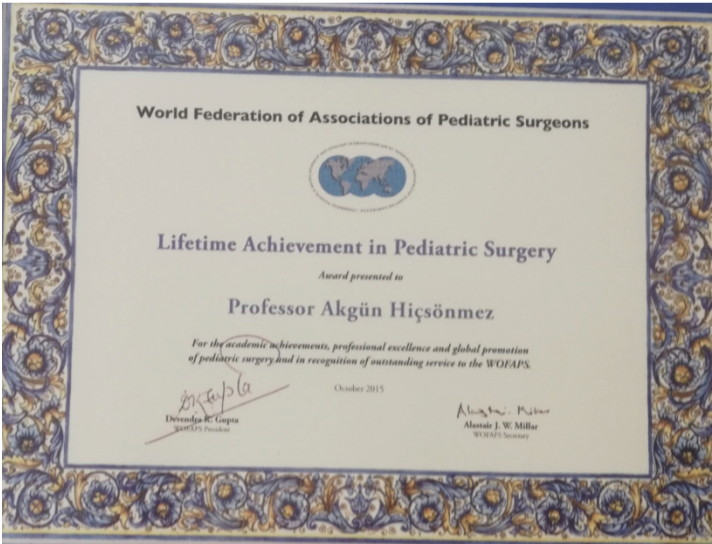 World Federation of Associations of Pediatric Surgeons
Lifetime Achievement in Pediatric Surgery
Award presented to
Professor Akgün Hiçsönmez
For the academic achievements, professional excellence and global promotion
of pediatric surgery and in recognition of outstanding service to the WOFAPS.
October 2015
Devendra K. Gupta
WOFAPS President
Alastair J. W. Millar
WOFAPS Secretary